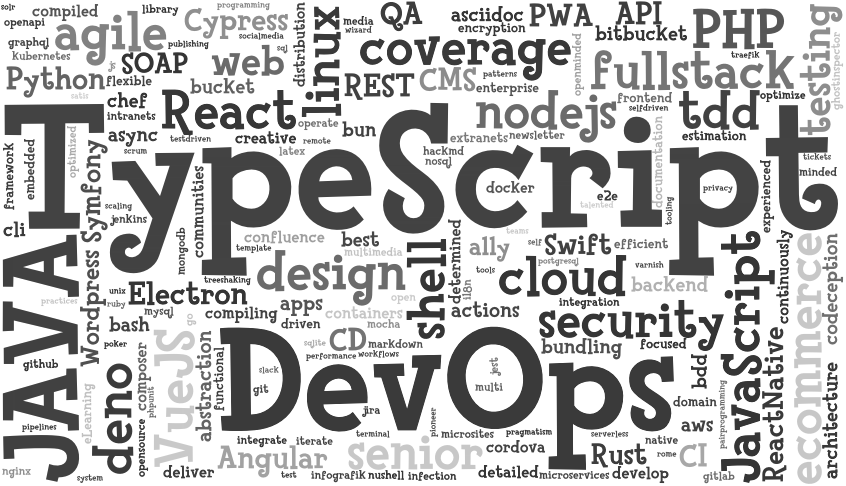 solr
compiled
library
programming
Cypress
socialmedia
sql
distribution
linux
media
wizard
QA
asciidoc
encryption
PWA
API
bitbucket
PHP
traefik
testing
ghostinspector
openapi
agile
graphql
publishing
kubernetes
js
SOAP
web
coverage
openminded
fullstack
Python
flexible
bucket
REST
CMS
patterns
enterprise
satis
chef
intranets
React
nodejs
frontend
selfdriven
tdd
optimize
async
testdriven
creative
operate
remote
bun
hackmd
nosql
extranets
newsletter
documentation
estimation
tickets
minded
framework
embedded
optimized
scrum
latex
TypeScript
docker
e2e
talented
tooling
privacy
experienced
cli
scaling
jenkins
Wordpress
Symfony
mongodb
communities
confluence
template
best
multimedia
teams
ally
self
Swift
efficient
continuously
codeception
JAVA
design
treeshaking
shell
determined
i18n
tools
postgresql
cloud
varnish
backend
integration
unix
ruby
practices
Electron
apps
open
actions
mysql
go
compiling
containers
security
JavaScript
ReactNative
ecommerce
bash
driven
mocha
poker
sqlite
CD
markdown
bundling
focused
bdd
performance
workflows
github
deno
composer
VueJS
abstraction
functional
DevOps
slack
git
jest
multi
phpunit
opensource
eLearning
domain
pairprogramming
architecture
pipelines
jira
pioneer
aws
integrate
iterate
terminal
microsites
pragmatism
serverless
native
nginx
Angular
senior
cordova
Rust
rome
CI
system
deliver
test
infografik
nushell
infection
detailed
microservices
develop
gitlab